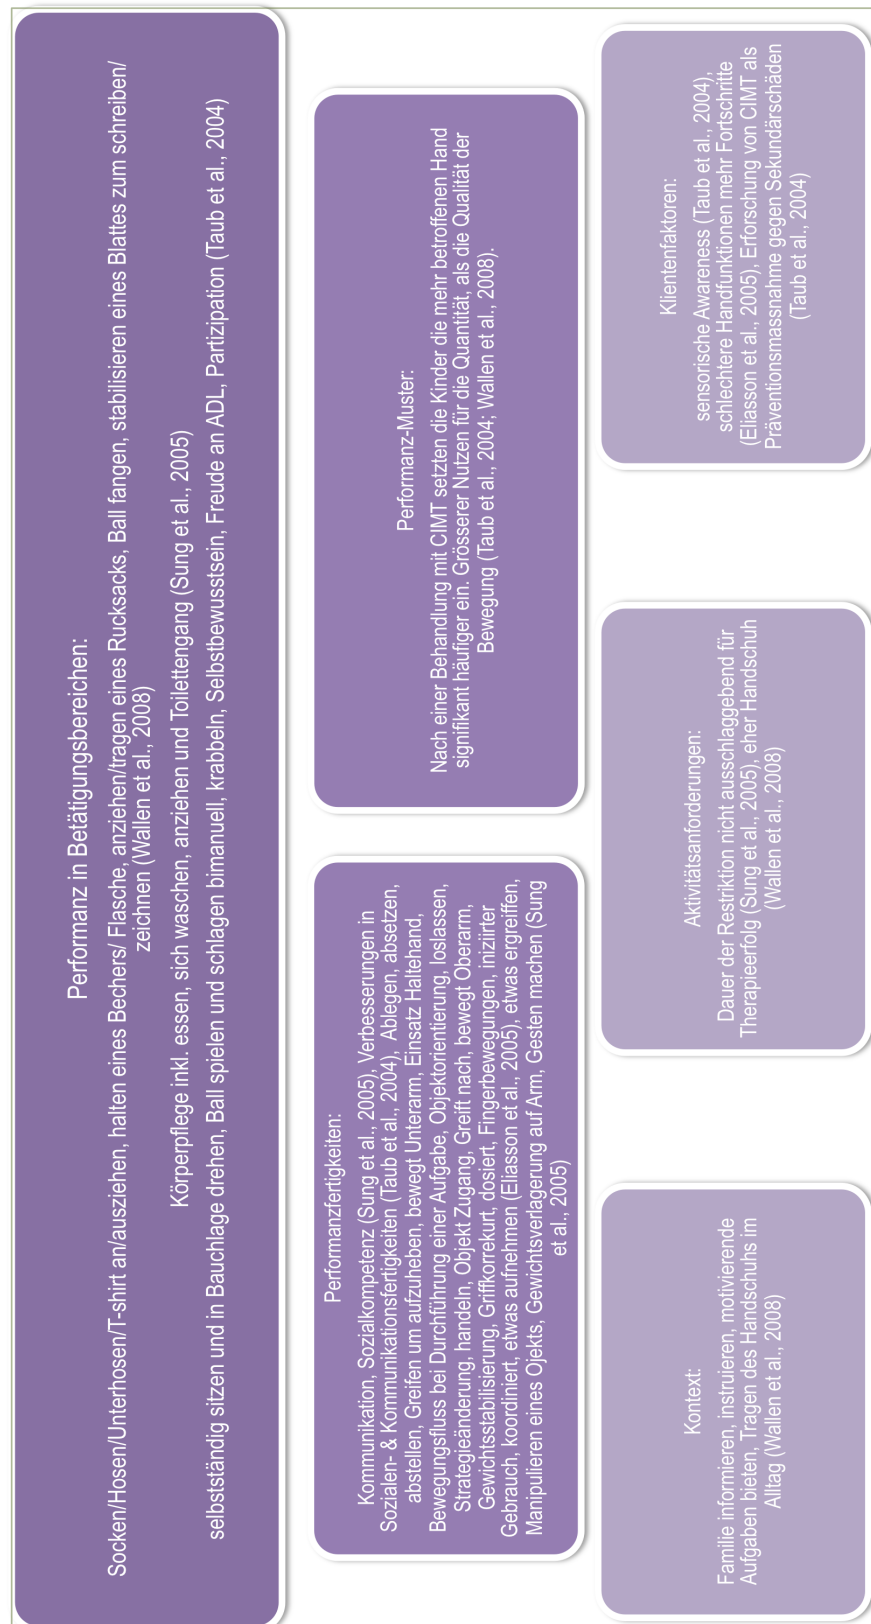 Performanz in Betätigungsbereichen:
Socken/Hosen/Unterhosen/T-shirt an/ausziehen, halten eines Bechers/ Flasche, anziehen/tragen eines Rucksacks, Ball fangen, stabilisieren eines Blattes zum schreiben/
zeichnen (Wallen et al., 2008)
Körperpflege inkl. essen, sich waschen, anziehen und Toilettengang (Sung et al., 2005)
selbstständig sitzen und in Bauchlage drehen, Ball spielen und schlagen bimanuell, krabbeln, Selbstbewusstsein, Freude an ADL, Partizipation (Taub et al., 2004)
Performanzfertigkeiten:
Kommunikation, Sozialkompetenz (Sung et al., 2005), Verbesserungen in
Sozialen- & Kommunikationsfertigkeiten (Taub et al., 2004), Ablegen, absetzen,
abstellen, Greifen um aufzuheben, bewegt Unterarm, Einsatz Haltehand,
Bewegungsfluss bei Durchführung einer Aufgabe, Objektorientierung, loslassen,
Strategieänderung, handeln, Objekt Zugang, Greift nach, bewegt Oberarm,
Gewichtsstabilisierung, Griffkorrekurt, dosiert, Fingerbewegungen, iniziirter
Gebrauch, koordiniert, etwas aufnehmen (Eliasson et al., 2005), etwas ergreiffen,
Manipulieren eines Ojekts, Gewichtsverlagerung auf Arm, Gesten machen (Sung
et al., 2005)
Performanz-Muster:
Nach einer Behandlung mit CIMT setzten die Kinder die mehr betroffenen Hand
signifikant häufiger ein. Grösserer Nutzen für die Quantität, als die Qualität der
Bewegung (Taub et al., 2004; Wallen et al., 2008).
Kontext:
Familie informieren, instruieren, motivierende
Aufgaben bieten, Tragen des Handschuhs im
Alltag (Wallen et al., 2008)
Aktivitätsanforderungen:
Dauer der Restriktion nicht ausschlaggebend für
Therapieerfolg (Sung et al., 2005), eher Handschuh
(Wallen et al., 2008)
Klientenfaktoren:
sensorische Awareness (Taub et al., 2004),
schlechtere Handfunktionen mehr Fortschritte
(Eliasson et al., 2005), Erforschung von CIMT als
Präventionsmassnahme gegen Sekundärschäden
(Taub et al., 2004)